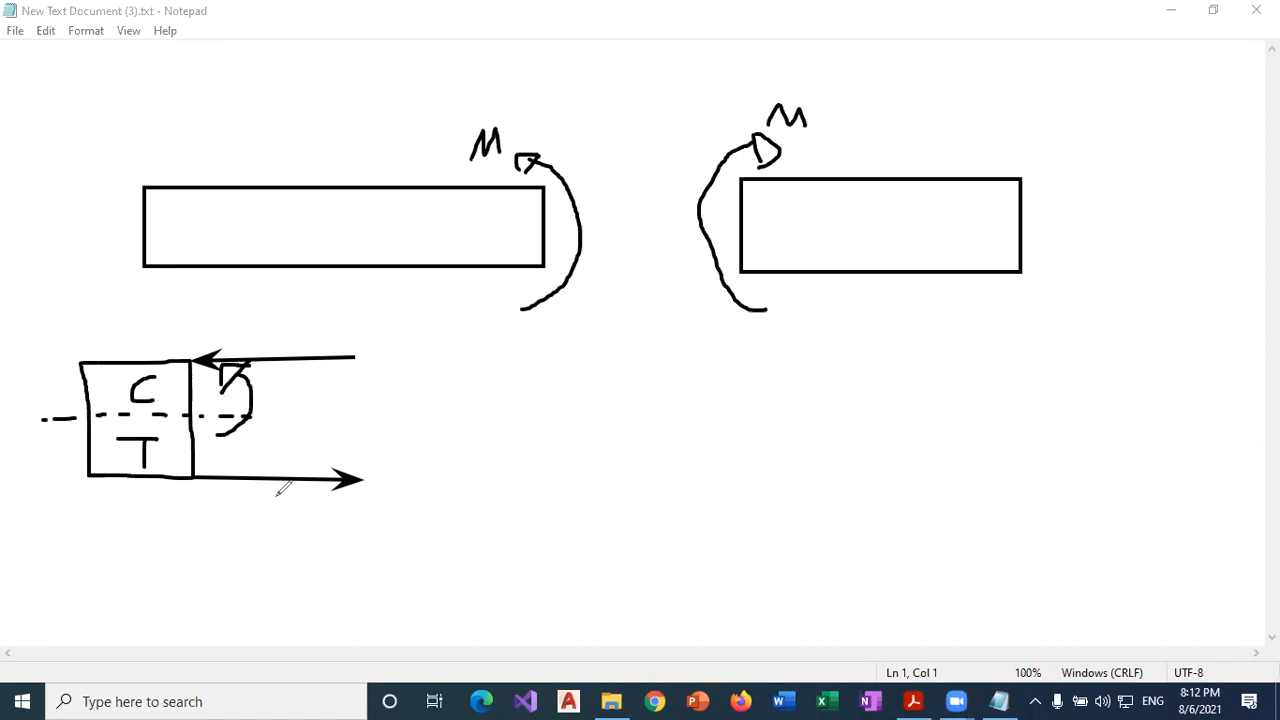 New Text Document (3).txt - Notepad
File Edit Format View Help
M
M
C
T
Ln 1, Col 1 100% Windows (CRLF) UTF-8
Type here to search
ENG
8:12 PM
8/6/2021